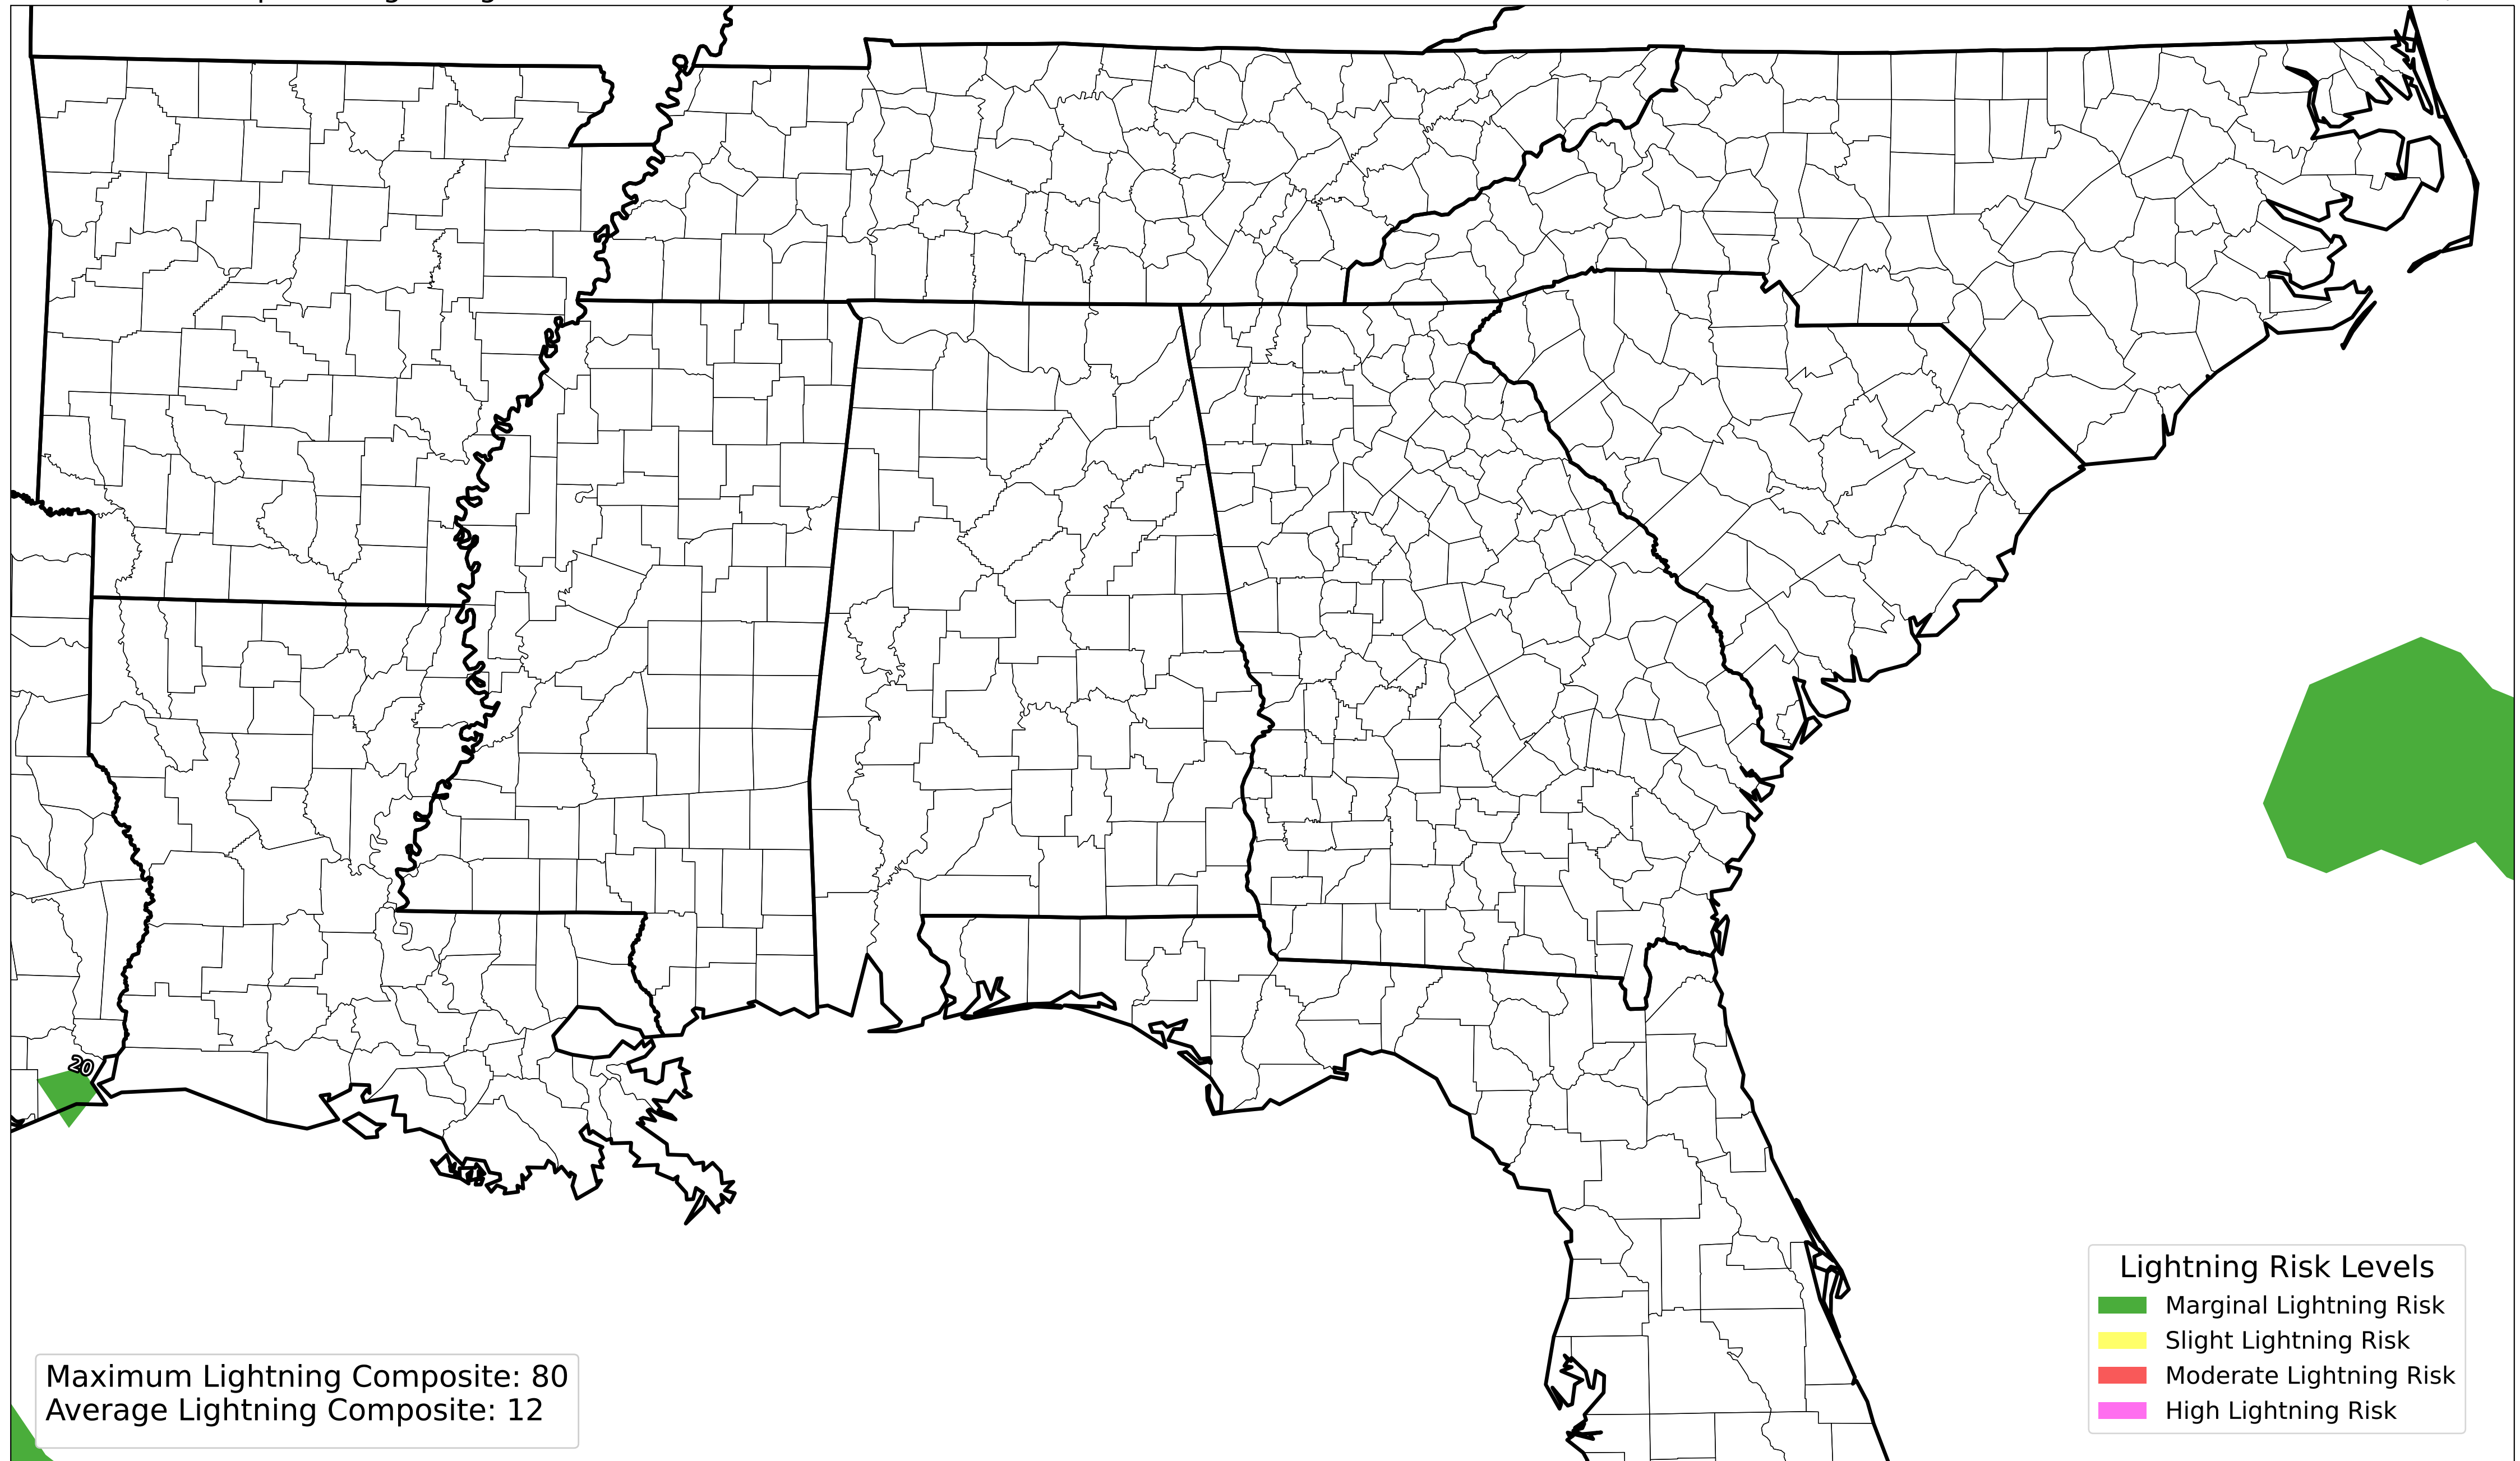 20
Lightning Risk Levels
Marginal Lightning Risk
Slight Lightning Risk
Moderate Lightning Risk
High Lightning Risk
Maximum Lightning Composite: 80
Average Lightning Composite: 12